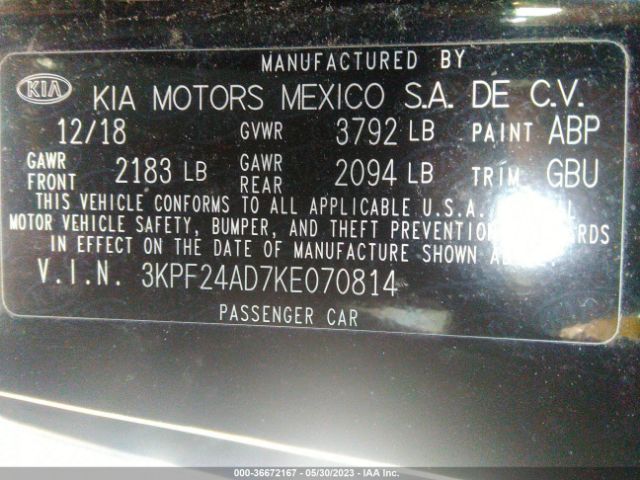 MANUFACTURED BY
KIA KIA MOTORS MEXICO S.A. DE C.V.
12/18 GVWR 3792 LB PAINT ABP
GAWR FRONT 2183 LB GAWR REAR 2094 LB TRIM GBU
THIS VEHICLE CONFORMS TO ALL APPLICABLE U.S.A.
MOTOR VEHICLE SAFETY, BUMPER, AND THEFT PREVENTION
IN EFFECT ON THE DATE OF MANUFACTURE SHOWN
V.I.N. 3KPF24AD7KE070814
PASSENGER CAR
000-36672167 - 05/30/2023 - IAA Inc.